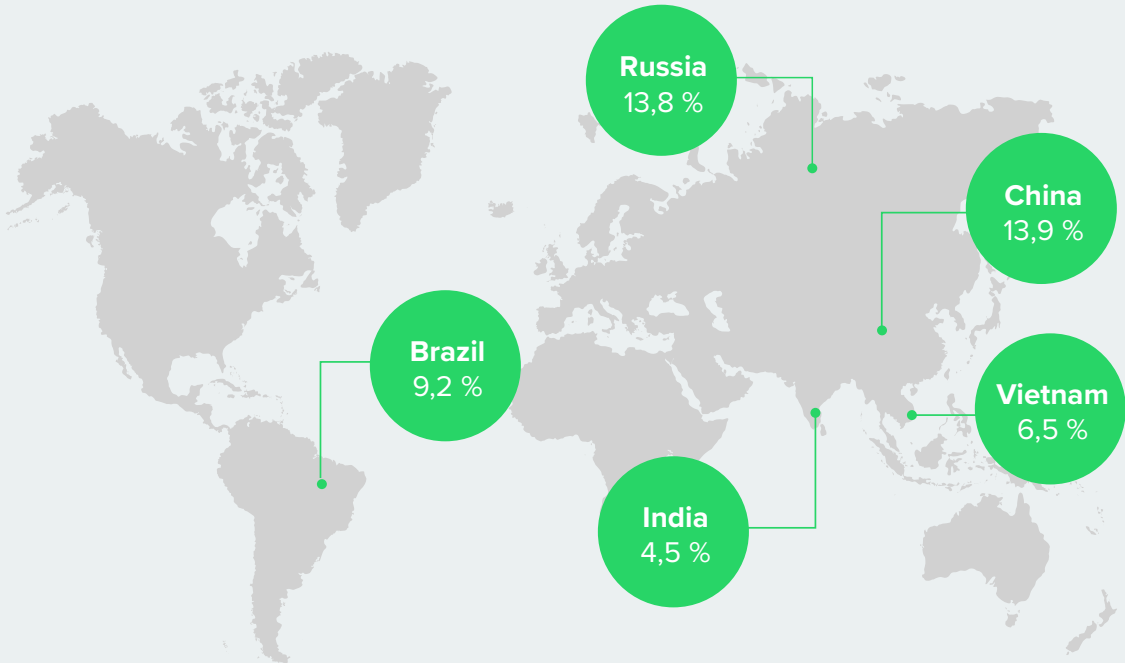 Russia
13,8 %
China
13,9 %
Brazil
9,2 %
Vietnam
6,5 %
India
4,5 %